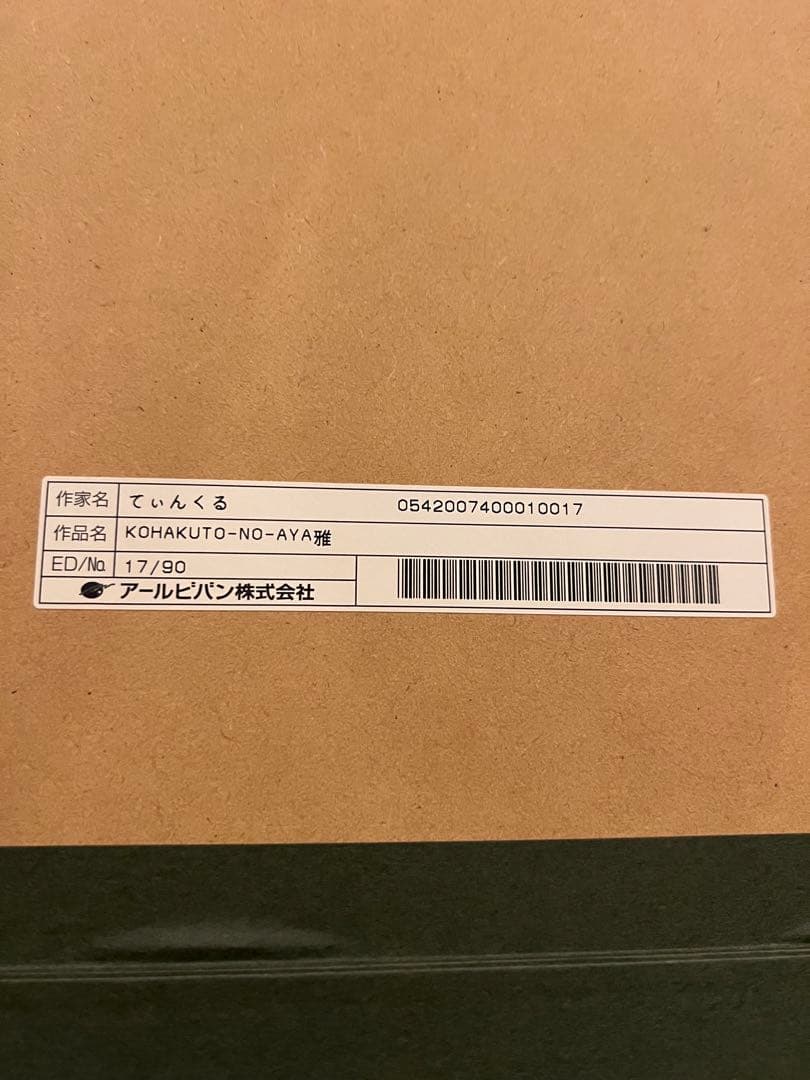 作家名 てぃんくる 0542007400010017
作品名 KOHAKUTO-NO-AYA雅
ED/No. 17/90
アールビバン株式会社